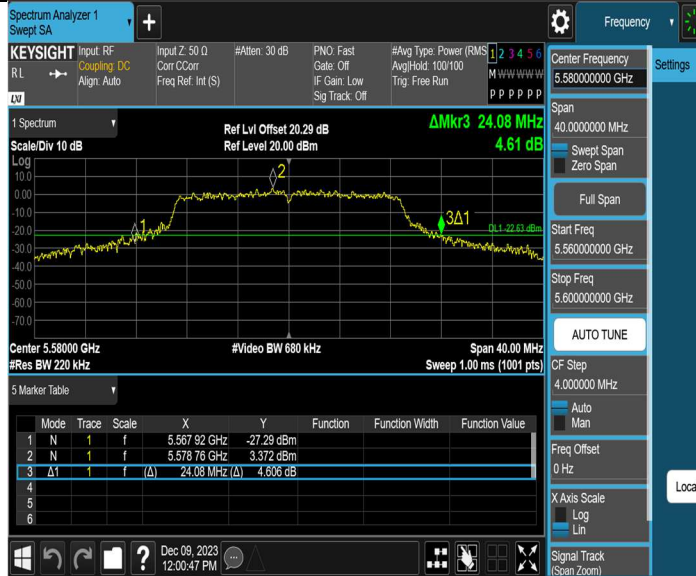 Spectrum Analyzer 1
Swept SA
+
Frequency
KEYSIGHT
RL
LXI
Input: RF
Coupling: DC
Align: Auto
Input Z: 50 Ω
Corr CCorr
Freq Ref: Int (S)
#Atten: 30 dB
PNO: Fast
Gate: Off
IF Gain: Low
Sig Track: Off
#Avg Type: Power (RMS
Avg|Hold: 100/100
Trig: Free Run
1 2 3 4 5 6
M W W W W W
P P P P P P
1 Spectrum
Scale/Div 10 dB
Ref Lvl Offset 20.29 dB
Ref Level 20.00 dBm
ΔMkr3 24.08 MHz
4.61 dB
Log
10.0
0.00
-10.0
-20.0
-30.0
-40.0
-50.0
-60.0
-70.0
1
2
3Δ1
DL1 -22.63 dBm
Center 5.58000 GHz
#Res BW 220 kHz
#Video BW 680 kHz
Span 40.00 MHz
Sweep 1.00 ms (1001 pts)
5 Marker Table
Mode Trace Scale X Y Function Function Width Function Value
1 N 1 f 5.567 92 GHz -27.29 dBm
2 N 1 f 5.578 76 GHz 3.372 dBm
3 Δ1 1 f (Δ) 24.08 MHz (Δ) 4.606 dB
4
5
6
Dec 09, 2023
12:00:47 PM
Center Frequency
5.580000000 GHz
Settings
Span
40.0000000 MHz
Swept Span
Zero Span
Full Span
Start Freq
5.560000000 GHz
Stop Freq
5.600000000 GHz
AUTO TUNE
CF Step
4.000000 MHz
Auto
Man
Freq Offset
0 Hz
X Axis Scale
Log
Lin
Loca
Signal Track
(Span Zoom)